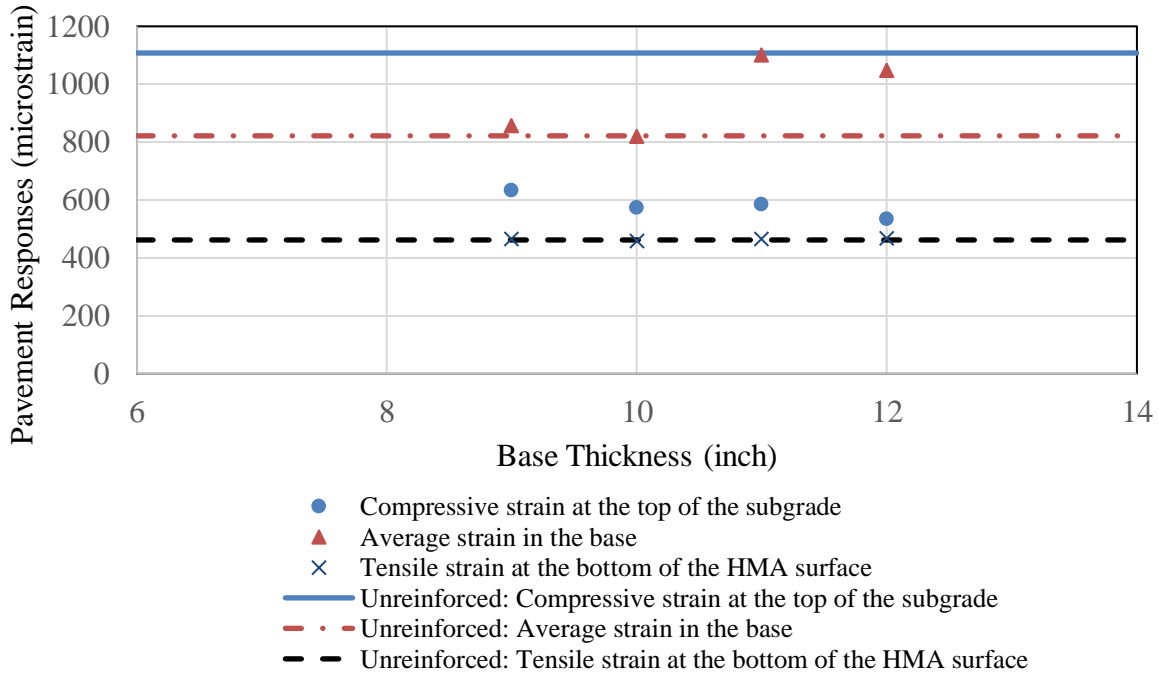 Pavement Responses (microstrain)
1200
1000
800
600
400
200
0
6 8 10 12 14
Base Thickness (inch)
Compressive strain at the top of the subgrade
Average strain in the base
Tensile strain at the bottom of the HMA surface
Unreinforced: Compressive strain at the top of the subgrade
Unreinforced: Average strain in the base
Unreinforced: Tensile strain at the bottom of the HMA surface